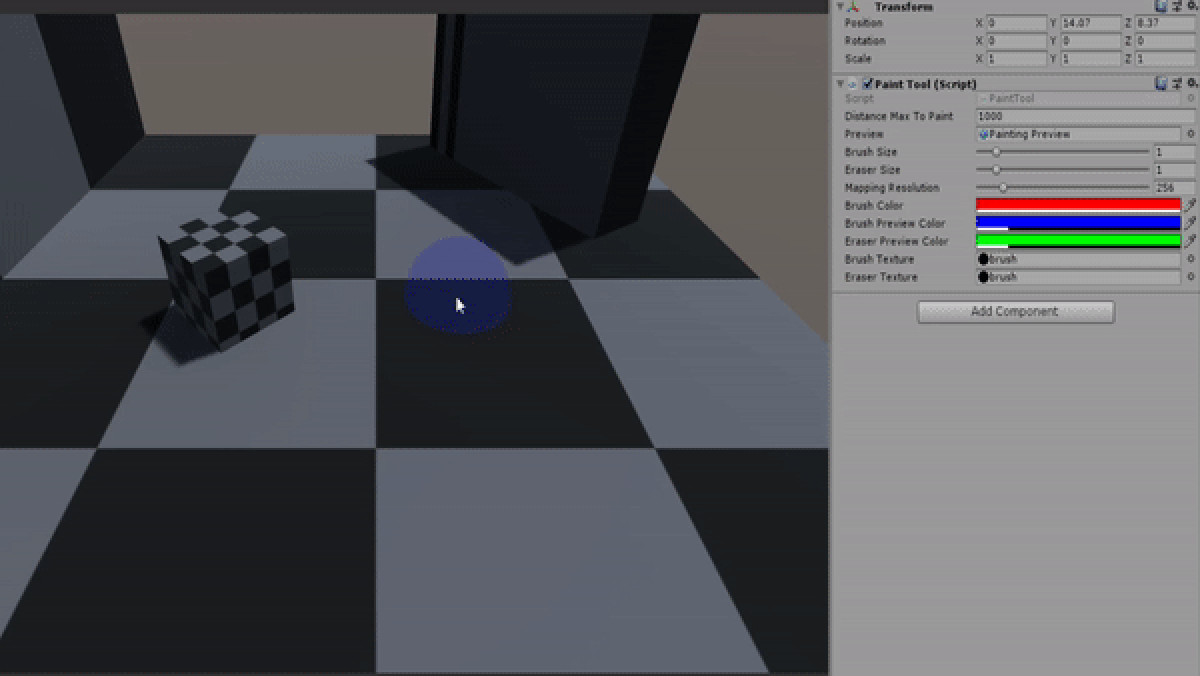 Transform
Position X 0 Y 14.07 Z 8.37
Rotation X 0 Y 0 Z 0
Scale X 1 Y 1 Z 1
Paint Tool (Script)
Script PaintTool
Distance Max To Paint 1000
Preview Painting Preview
Brush Size 1
Eraser Size 1
Mapping Resolution 256
Brush Color
Brush Preview Color
Eraser Preview Color
Brush Texture brush
Eraser Texture brush
Add Component